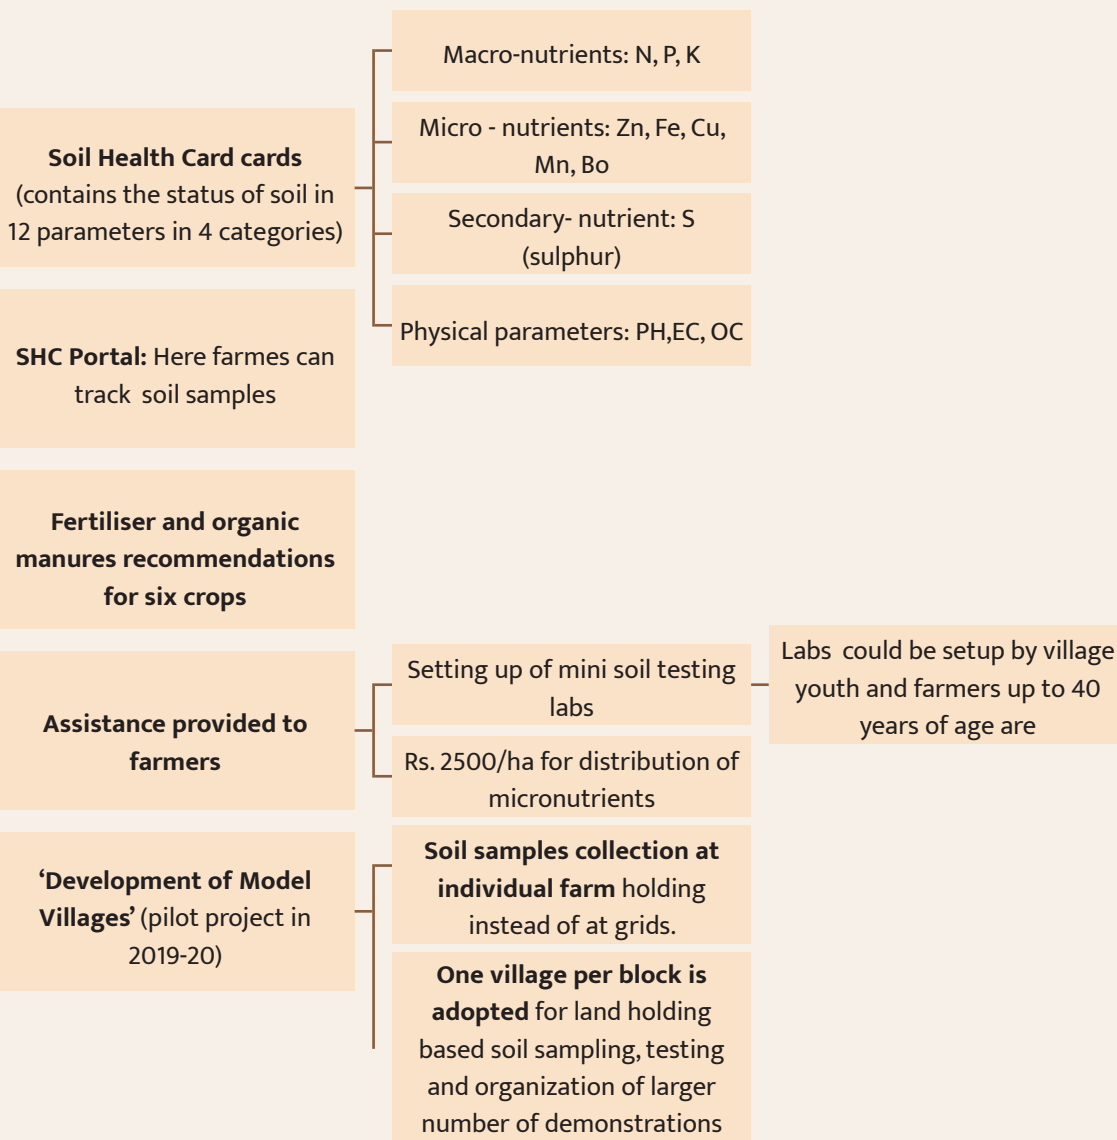 Soil Health Card cards
(contains the status of soil in
12 parameters in 4 categories)
Macro-nutrients: N, P, K
Micro - nutrients: Zn, Fe, Cu,
Mn, Bo
Secondary- nutrient: S
(sulphur)
Physical parameters: PH,EC, OC
SHC Portal: Here farmes can
track soil samples
Fertiliser and organic
manures recommendations
for six crops
Assistance provided to
farmers
Setting up of mini soil testing
labs
Labs could be setup by village
youth and farmers up to 40
years of age are
Rs. 2500/ha for distribution of
micronutrients
‘Development of Model
Villages’ (pilot project in
2019-20)
Soil samples collection at
individual farm holding
instead of at grids.
One village per block is
adopted for land holding
based soil sampling, testing
and organization of larger
number of demonstrations